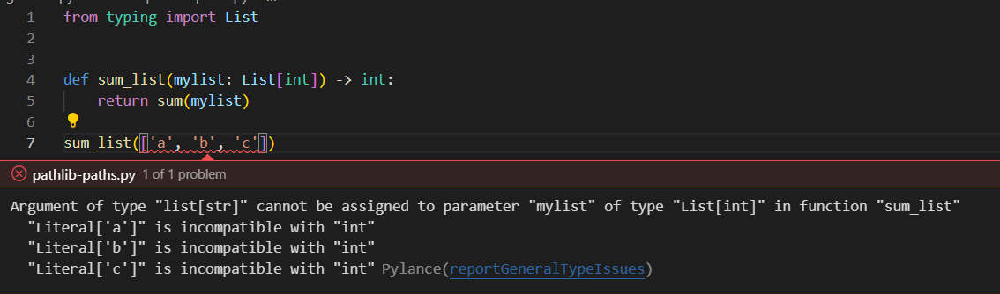 1 from typing import List
2
3
4 def sum_list(mylist: List[int]) -> int:
5     return sum(mylist)
6
7 sum_list(['a', 'b', 'c'])
pathlib-paths.py 1 of 1 problem
Argument of type "list[str]" cannot be assigned to parameter "mylist" of type "List[int]" in function "sum_list"
  "Literal['a']" is incompatible with "int"
  "Literal['b']" is incompatible with "int"
  "Literal['c']" is incompatible with "int" Pylance(reportGeneralTypeIssues)